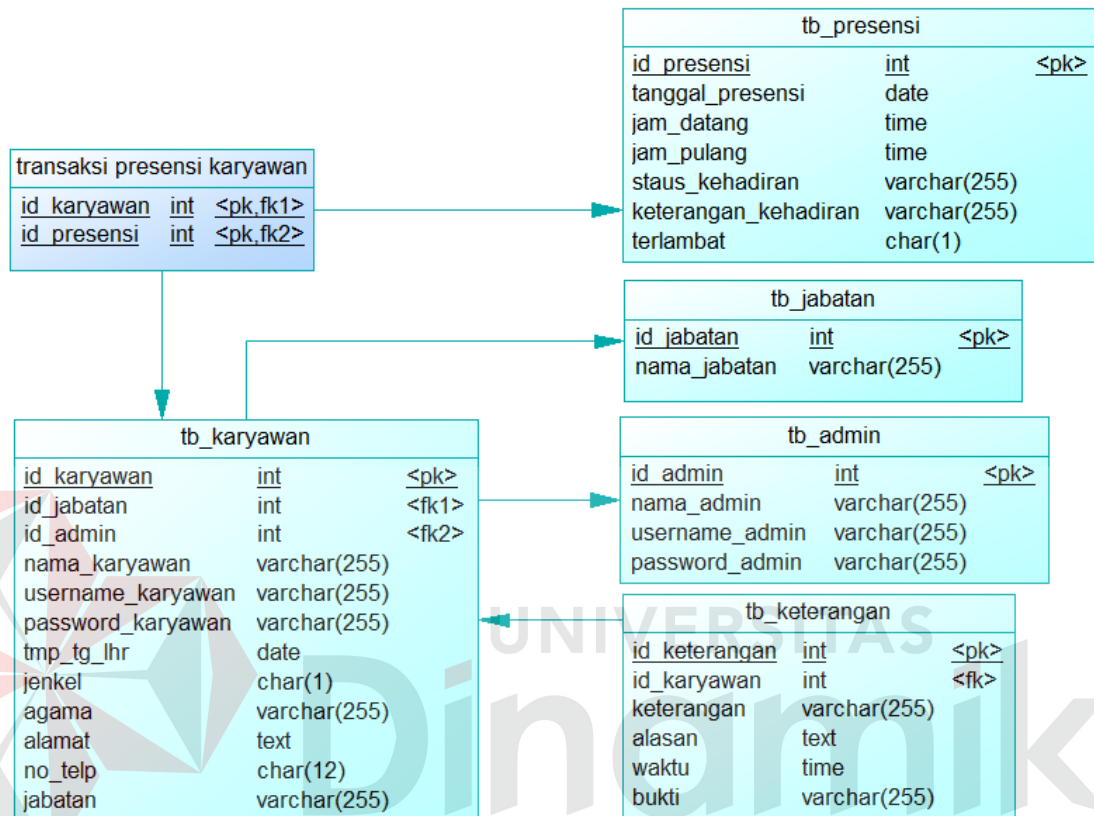 tb_presensi
id_presensi int <pk>
tanggal_presensi date
jam_datang time
jam_pulang time
staus_kehadiran varchar(255)
keterangan_kehadiran varchar(255)
terlambat char(1)
transaksi presensi karyawan
id_karyawan int <pk,fk1>
id_presensi int <pk,fk2>
tb_jabatan
id_jabatan int <pk>
nama_jabatan varchar(255)
tb_karyawan
id_karyawan int <pk>
id_jabatan int <fk1>
id_admin int <fk2>
nama_karyawan varchar(255)
username_karyawan varchar(255)
password_karyawan varchar(255)
tmp_tg_lhr date
jenkel char(1)
agama varchar(255)
alamat text
no_telp char(12)
jabatan varchar(255)
tb_admin
id_admin int <pk>
nama_admin varchar(255)
username_admin varchar(255)
password_admin varchar(255)
tb_keterangan
id_keterangan int <pk>
id_karyawan int <fk>
keterangan varchar(255)
alasan text
waktu time
bukti varchar(255)
UNIVERSITAS
Dinamik